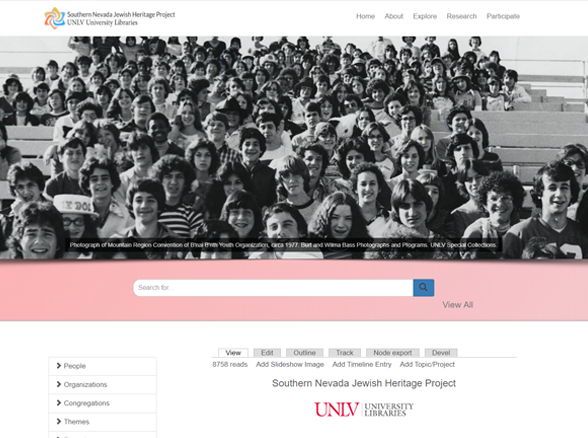 Southern Nevada Jewish Heritage Project
UNLV University Libraries
Home About Explore Research Participate
Photograph of Mountain Region Convention of B'nai B'rith Youth Organization, circa 1977. Burt and Wilma Bass Photographs and Programs. UNLV Special Collections.
Search for...
View All
View Edit Outline Track Node export Devel
8758 reads Add Slideshow Image Add Timeline Entry Add Topic/Project
Southern Nevada Jewish Heritage Project
UNLV UNIVERSITY
LIBRARIES
People
Organizations
Congregations
Themes